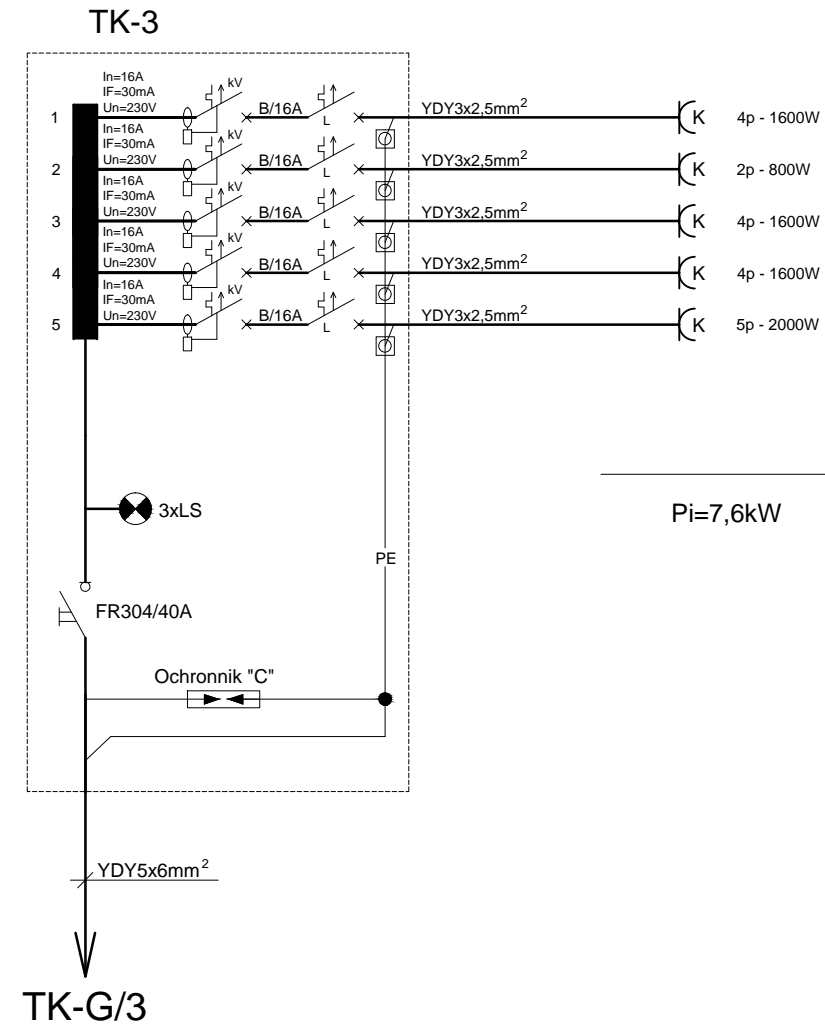 TK-3
In=16A
IF=30mA
Un=230V
kV
1
B/16A
L
YDY3x2,5mm²
K
4p - 1600W
In=16A
IF=30mA
Un=230V
kV
2
B/16A
L
YDY3x2,5mm²
K
2p - 800W
In=16A
IF=30mA
Un=230V
kV
3
B/16A
L
YDY3x2,5mm²
K
4p - 1600W
In=16A
IF=30mA
Un=230V
kV
4
B/16A
L
YDY3x2,5mm²
K
4p - 1600W
In=16A
IF=30mA
Un=230V
kV
5
B/16A
L
YDY3x2,5mm²
K
5p - 2000W
3xLS
Pi=7,6kW
PE
FR304/40A
Ochronnik "C"
YDY5x6mm²
TK-G/3